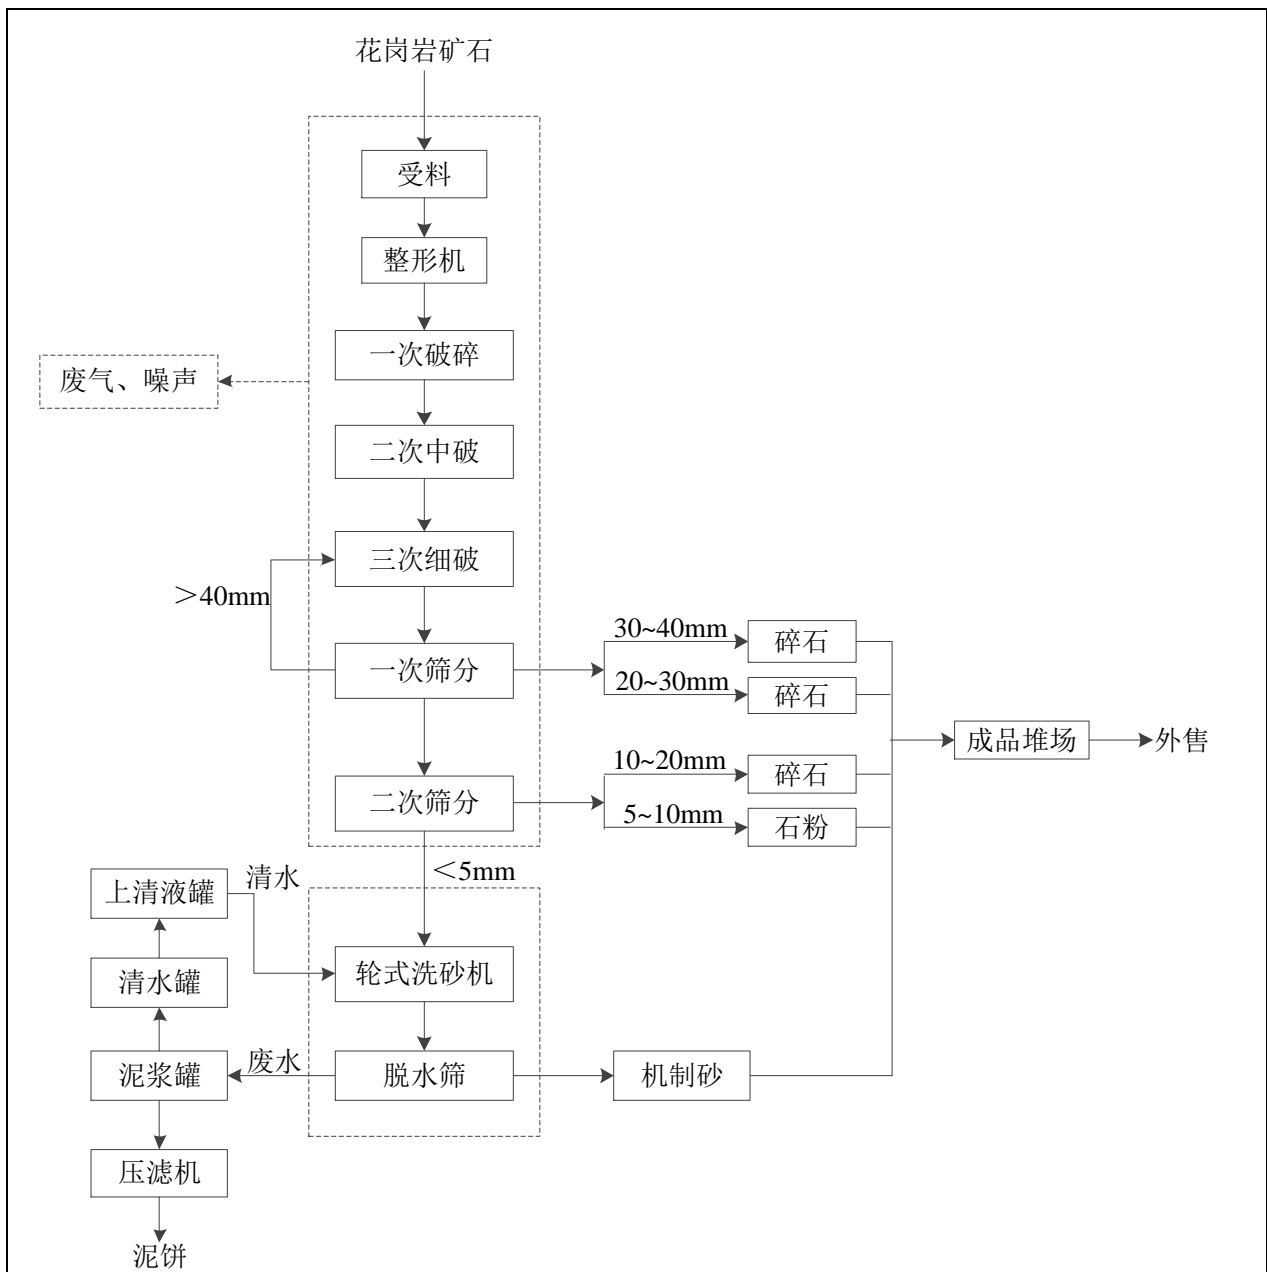 花岗岩矿石
受料
整形机
一次破碎
废气、噪声
二次中破
三次细破
>40mm
30~40mm
碎石
一次筛分
20~30mm
碎石
成品堆场
外售
10~20mm
碎石
二次筛分
5~10mm
石粉
<5mm
清水
上清液罐
轮式洗砂机
清水罐
废水
泥浆罐
脱水筛
机制砂
压滤机
泥饼